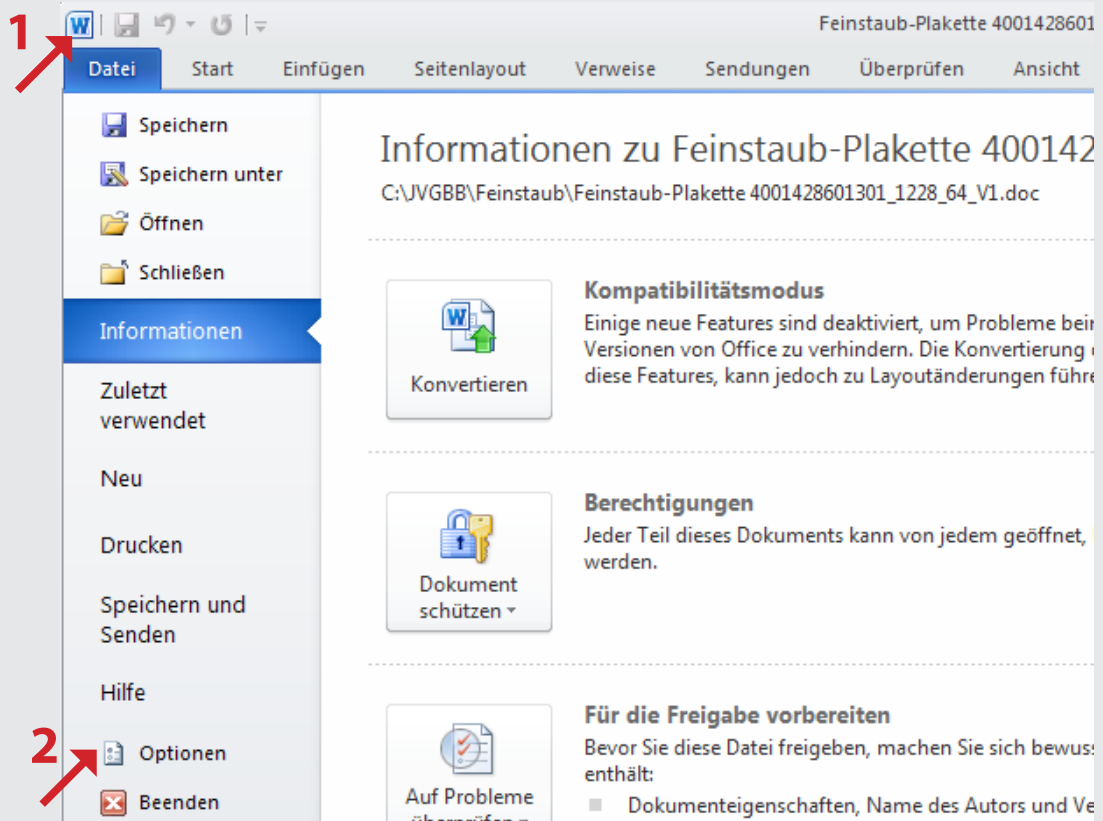 1
W
Feinstaub-Plakette 4001428601
Datei Start Einfügen Seitenlayout Verweise Sendungen Überprüfen Ansicht
Speichern
Speichern unter
Öffnen
Schließen
Informationen
Zuletzt
verwendet
Neu
Drucken
Speichern und
Senden
Hilfe
2
Optionen
Beenden
Informationen zu Feinstaub-Plakette 400142
C:\JVGBB\Feinstaub\Feinstaub-Plakette 4001428601301_1228_64_V1.doc
W
Konvertieren
Kompatibilitätsmodus
Einige neue Features sind deaktiviert, um Probleme
Versionen von Office zu verhindern. Die Konvertierung
diese Features, kann jedoch zu Layoutänderungen
Dokument
schützen
Berechtigungen
Jeder Teil dieses Dokuments kann von jedem geöffnet,
werden.
Auf Probleme
überprüfen
Für die Freigabe vorbereiten
Bevor Sie diese Datei freigeben, machen Sie sich
enthält:
Dokumenteigenschaften, Name des Autors und